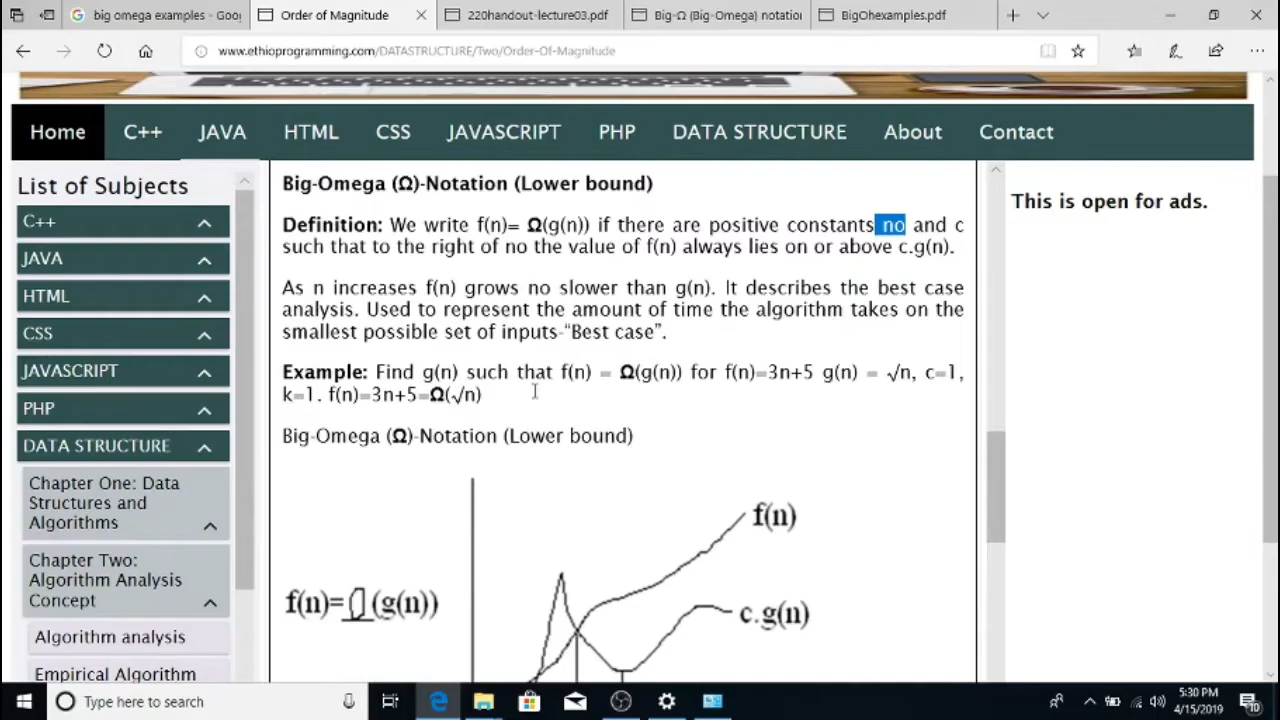 big omega examples - Goo
Order of Magnitude
220handout-lecture03.pdf
Big-Ω (Big-Omega) notation
BigOhexamples.pdf
www.ethioprogramming.com/DATASTRUCTURE/Two/Order-Of-Magnitude
Home C++ JAVA HTML CSS JAVASCRIPT PHP DATA STRUCTURE About Contact
List of Subjects
C++
JAVA
HTML
CSS
JAVASCRIPT
PHP
DATA STRUCTURE
Chapter One: Data
Structures and
Algorithms
Chapter Two:
Algorithm Analysis
Concept
Algorithm analysis
Empirical Algorithm
Big-Omega (Ω)-Notation (Lower bound)
Definition: We write f(n)= Ω(g(n)) if there are positive constants no and c
such that to the right of no the value of f(n) always lies on or above c.g(n).
As n increases f(n) grows no slower than g(n). It describes the best case
analysis. Used to represent the amount of time the algorithm takes on the
smallest possible set of inputs-“Best case”.
Example: Find g(n) such that f(n) = Ω(g(n)) for f(n)=3n+5 g(n) = √n, c=1,
k=1. f(n)=3n+5=Ω(√n)
Big-Omega (Ω)-Notation (Lower bound)
f(n)
c.g(n)
f(n)=Ω(g(n))
This is open for ads.
Type here to search
5:30 PM
4/15/2019
10